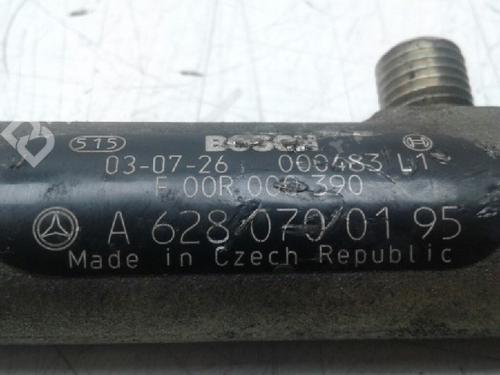 515 BOSCH
03-07-26 000483 L1
F 00R 000 390
A 628 070 01 95
Made in Czech Republic